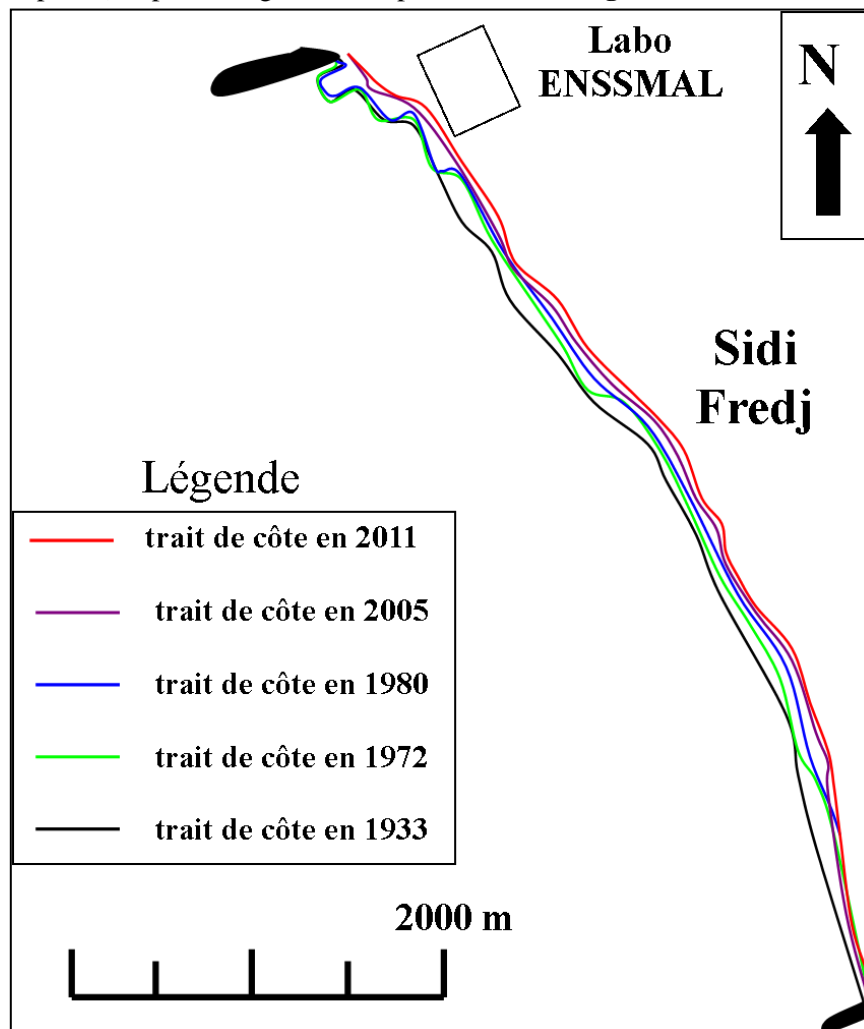 Labo
ENSSMAL
N
Sidi
Fredj
Légende
trait de côte en 2011
trait de côte en 2005
trait de côte en 1980
trait de côte en 1972
trait de côte en 1933
2000 m